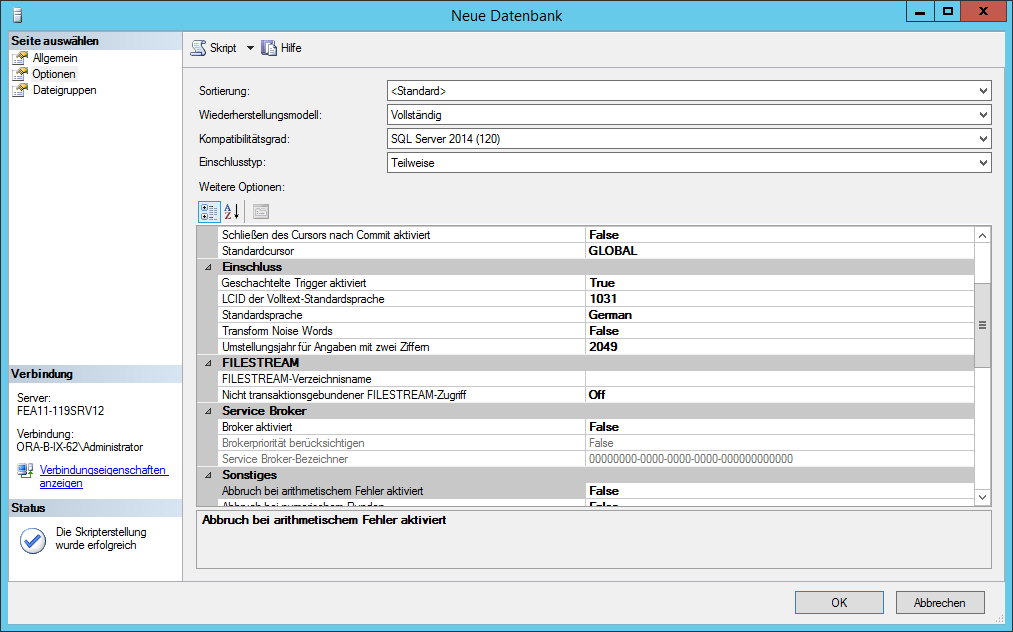 Neue Datenbank
Seite auswählen
Allgemein
Optionen
Dateigruppen
Skript
Hilfe
Sortierung: <Standard>
Wiederherstellungsmodell: Vollständig
Kompatibilitätsgrad: SQL Server 2014 (120)
Einschlusstyp: Teilweise
Weitere Optionen:
Schließen des Cursors nach Commit aktiviert False
Standardcursor GLOBAL
Einschluss
Geschachtelte Trigger aktiviert True
LCID der Volltext-Standardsprache 1031
Standardsprache German
Transform Noise Words False
Umstellungsjahr für Angaben mit zwei Ziffern 2049
FILESTREAM
FILESTREAM-Verzeichnisname
Nicht transaktionsgebundener FILESTREAM-Zugriff Off
Service Broker
Broker aktiviert False
Brokerpriorität berücksichtigen False
Service Broker-Bezeichner 00000000-0000-0000-0000-000000000000
Sonstiges
Abbruch bei arithmetischem Fehler aktiviert False
Abbruch bei numerischem Runden False
Abbruch bei arithmetischem Fehler aktiviert
Verbindung
Server:
FEA11-119SRV12
Verbindung:
ORA-B-IX-62\Administrator
Verbindungseigenschaften
anzeigen
Status
Die Skripterstellung
wurde erfolgreich
OK
Abbrechen